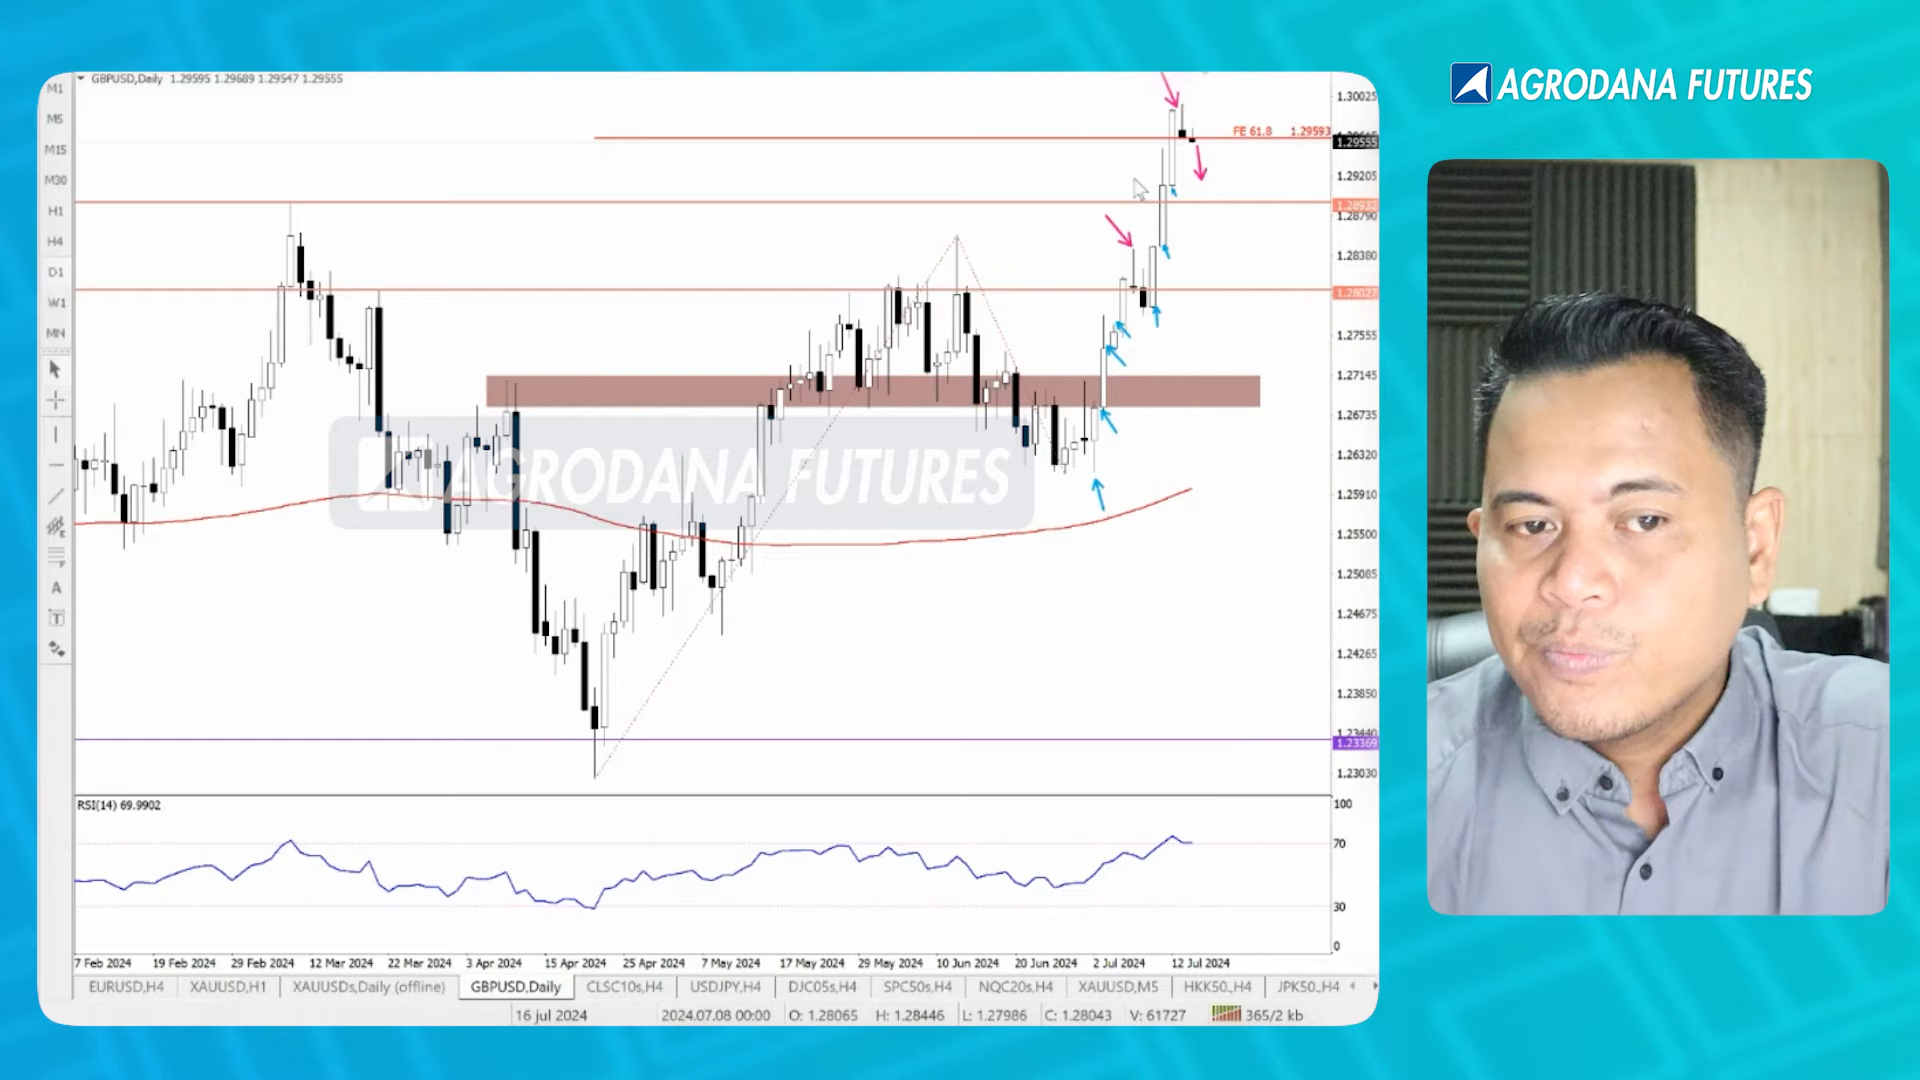 AGRODANA FUTURES
GBPUSD,Daily 1.29595 1.29689 1.29547 1.29555
M1
M5
M15
M30
H1
H4
D1
W1
MN
A
T
1.30025
FE 61.8 1.29593
1.29555
1.29205
1.28932
1.28790
1.28380
1.28027
1.27555
1.27145
1.26735
1.26320
1.25910
1.25500
1.25085
1.24675
1.24265
1.23850
1.23440
1.23369
1.23030
AGRODANA FUTURES
RSI(14) 69.9902
100
70
30
0
7 Feb 2024 19 Feb 2024 29 Feb 2024 12 Mar 2024 22 Mar 2024 3 Apr 2024 15 Apr 2024 25 Apr 2024 7 May 2024 17 May 2024 29 May 2024 10 Jun 2024 20 Jun 2024 2 Jul 2024 12 Jul 2024
EURUSD,H4 XAUUSD,H1 XAUUSDs,Daily (offline) GBPUSD,Daily CLSC10s,H4 USDJPY,H4 DJC05s,H4 SPC50s,H4 NQC20s,H4 XAUUSD,M5 HKK50.,H4 JPK50.,H4
16 jul 2024 2024.07.08 00:00 O: 1.28065 H: 1.28446 L: 1.27986 C: 1.28043 V: 61727 365/2 kb